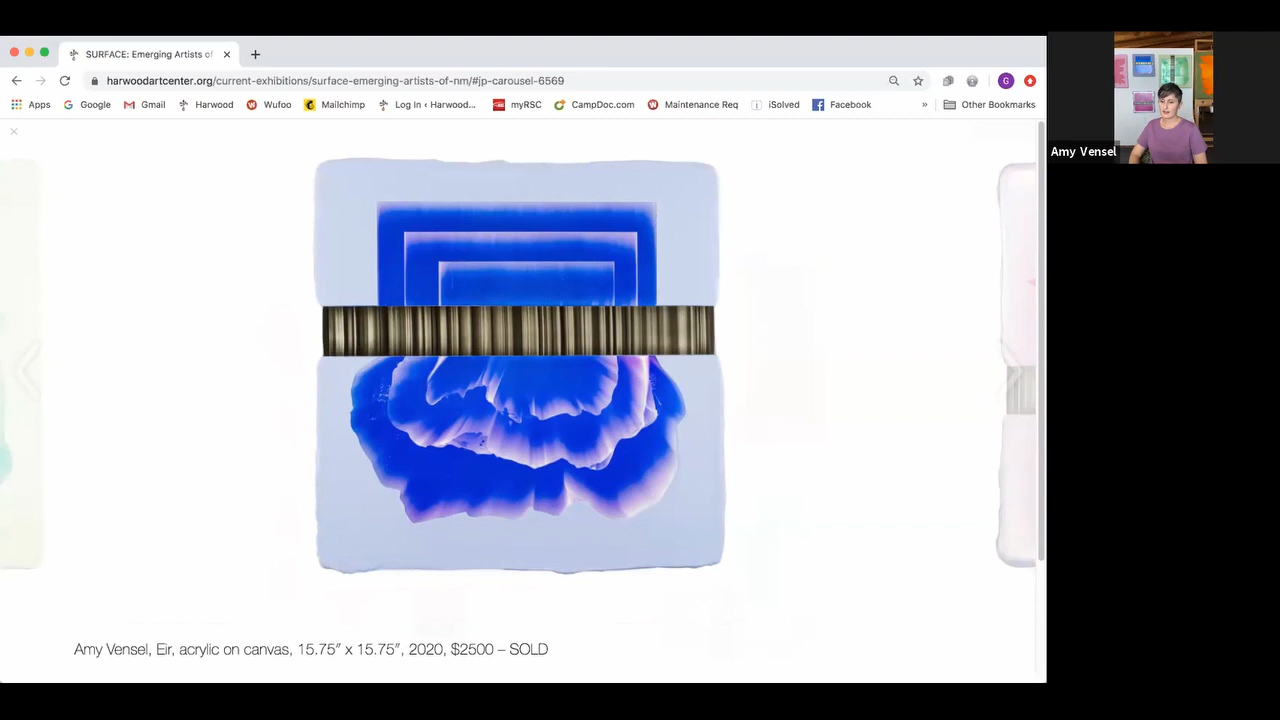 SURFACE: Emerging Artists of
harwoodartcenter.org/current-exhibitions/surface-emerging-artists-of-nm/#jp-carousel-6569
G
Apps Google Gmail Harwood Wufoo Mailchimp Log In ‹ Harwood... myRSC CampDoc.com Maintenance Req iSolved Facebook » Other Bookmarks
Amy Vensel
Amy Vensel, Eir, acrylic on canvas, 15.75″ x 15.75″, 2020, $2500 – SOLD